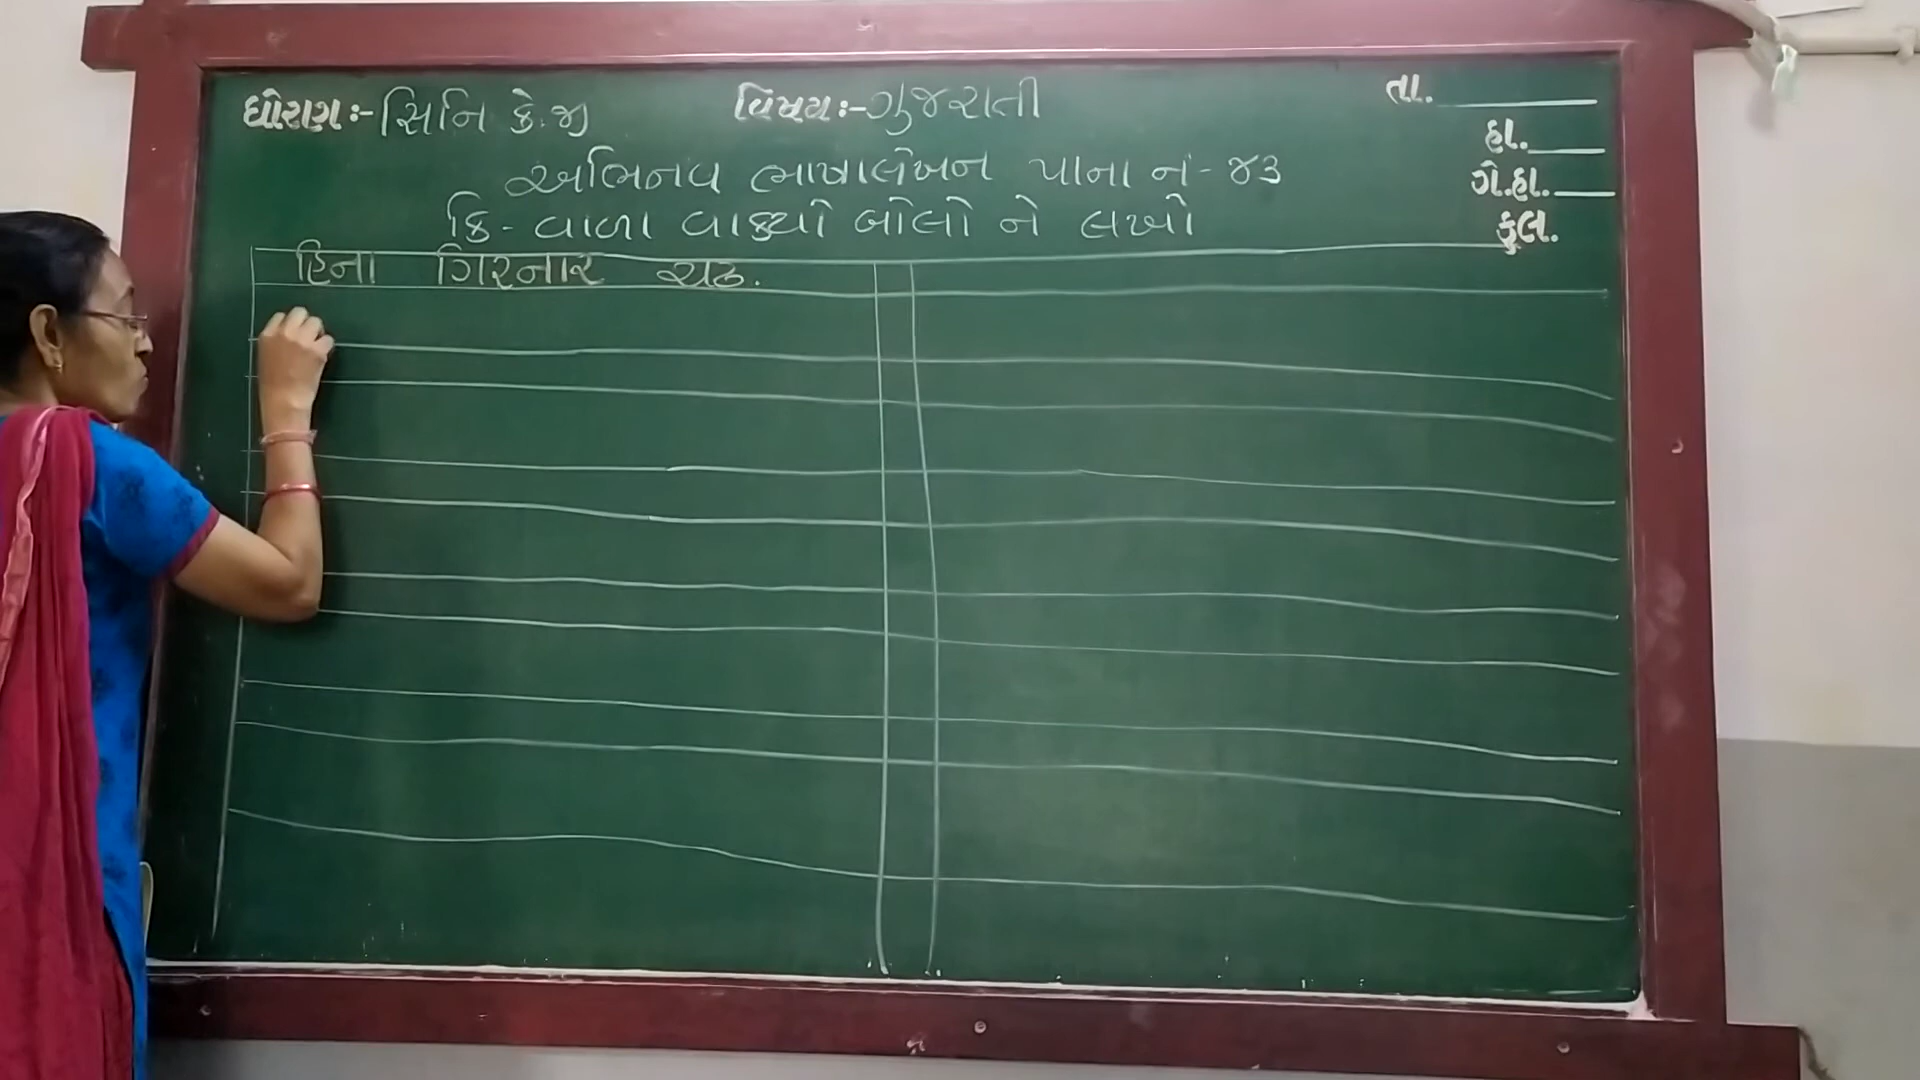 ધોરણ:- સિનિ કે.જી
વિષય:- ગુજરાતી
તા.
હા.
ગે.હા.
કુલ.
અભિનવ ભાષાલેખન પાના નં - ૪૩
કિ - વાળા વાક્યો બોલો ને લખો
હિના ગિરનાર ચઢ.